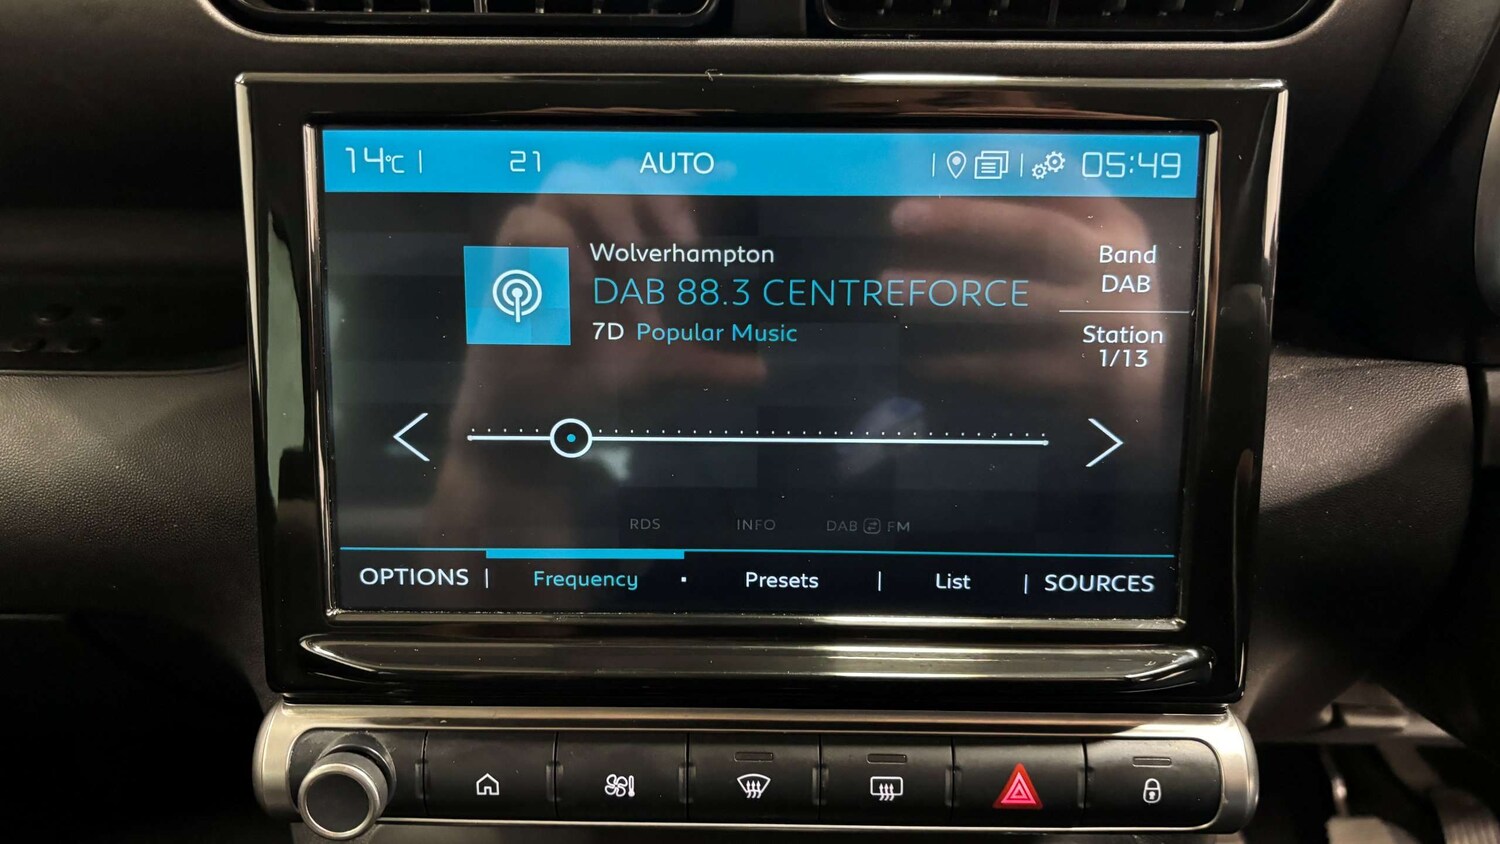 14°C | 21 AUTO | | 05:49
Wolverhampton
DAB 88.3 CENTREFORCE
7D Popular Music
Band
DAB
Station
1/13
RDS INFO DAB FM
OPTIONS | Frequency · Presets | List | SOURCES